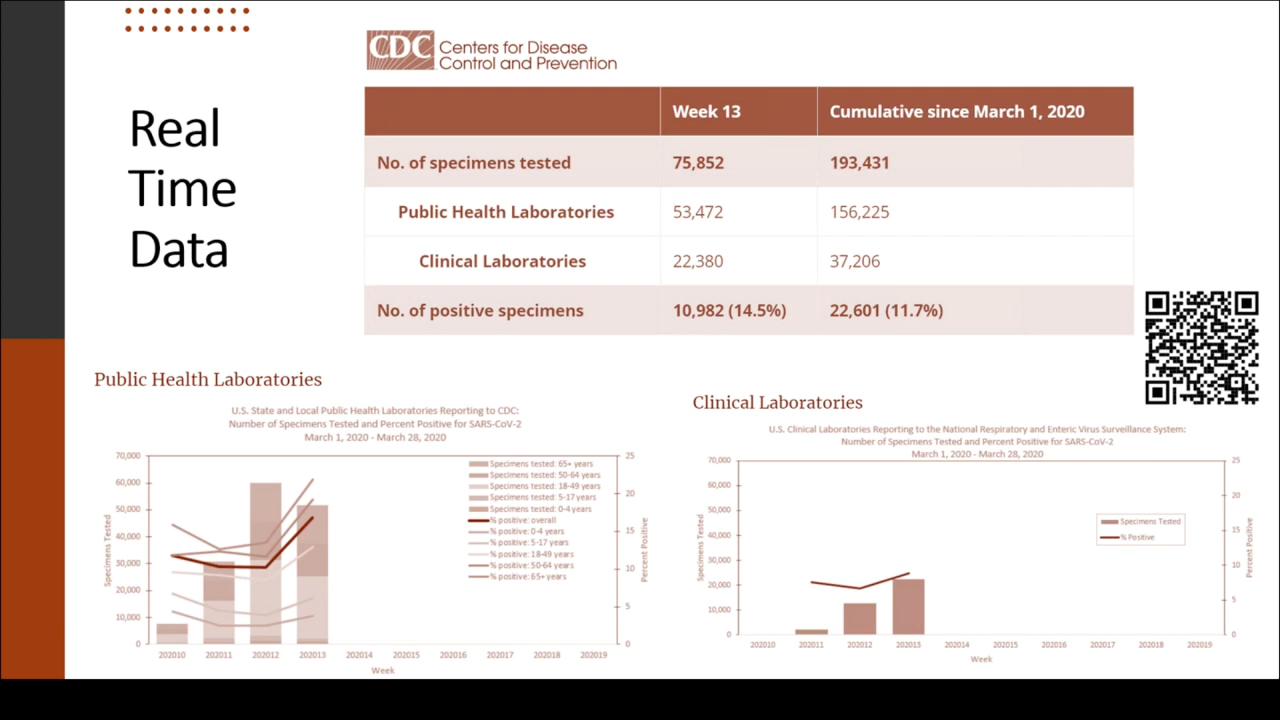 Real
Time
Data
CDC Centers for Disease
Control and Prevention
Week 13 Cumulative since March 1, 2020
No. of specimens tested 75,852 193,431
Public Health Laboratories 53,472 156,225
Clinical Laboratories 22,380 37,206
No. of positive specimens 10,982 (14.5%) 22,601 (11.7%)
Public Health Laboratories
U.S. State and Local Public Health Laboratories Reporting to CDC:
Number of Specimens Tested and Percent Positive for SARS-CoV-2
March 1, 2020 - March 28, 2020
Specimens Tested
70,000
60,000
50,000
40,000
30,000
20,000
10,000
0
Specimens tested: 65+ years
Specimens tested: 50-64 years
Specimens tested: 18-49 years
Specimens tested: 5-17 years
Specimens tested: 0-4 years
% positive: overall
% positive: 0-4 years
% positive: 5-17 years
% positive: 18-49 years
% positive: 50-64 years
% positive: 65+ years
25
20
15
10
5
0
Percent Positive
202010 202011 202012 202013 202014 202015 202016 202017 202018 202019
Week
Clinical Laboratories
U.S. Clinical Laboratories Reporting to the National Respiratory and Enteric Virus Surveillance System:
Number of Specimens Tested and Percent Positive for SARS-CoV-2
March 1, 2020 - March 28, 2020
Specimens Tested
70,000
60,000
50,000
40,000
30,000
20,000
10,000
0
Specimens Tested
% Positive
25
20
15
10
5
0
Percent Positive
202010 202011 202012 202013 202014 202015 202016 202017 202018 202019
Week